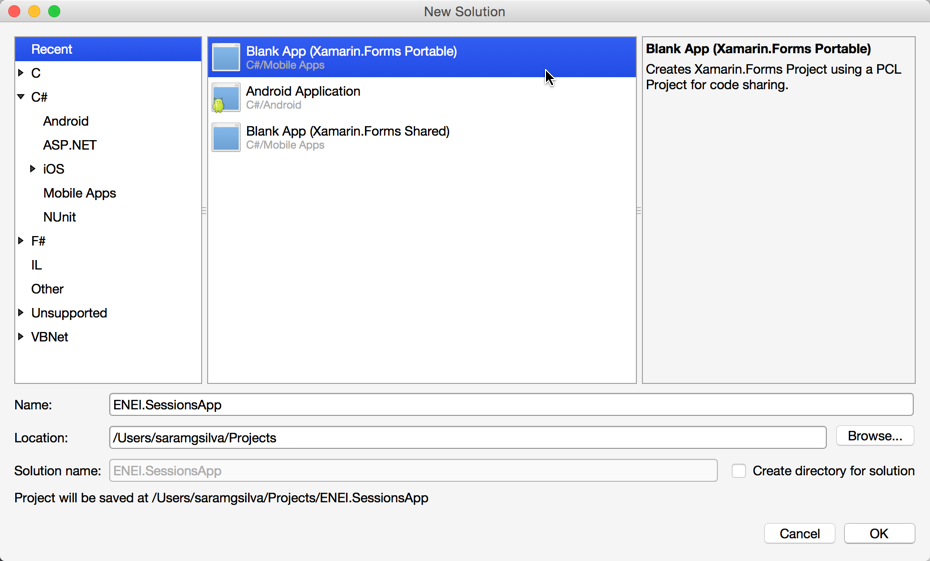 New Solution
Recent
C
C#
Android
ASP.NET
iOS
Mobile Apps
NUnit
F#
IL
Other
Unsupported
VBNet
Blank App (Xamarin.Forms Portable)
C#/Mobile Apps
Android Application
C#/Android
Blank App (Xamarin.Forms Shared)
C#/Mobile Apps
Blank App (Xamarin.Forms Portable)
Creates Xamarin.Forms Project using a PCL
Project for code sharing.
Name: ENEI.SessionsApp
Location: /Users/saramgsilva/Projects Browse...
Solution name: ENEI.SessionsApp Create directory for solution
Project will be saved at /Users/saramgsilva/Projects/ENEI.SessionsApp
Cancel OK